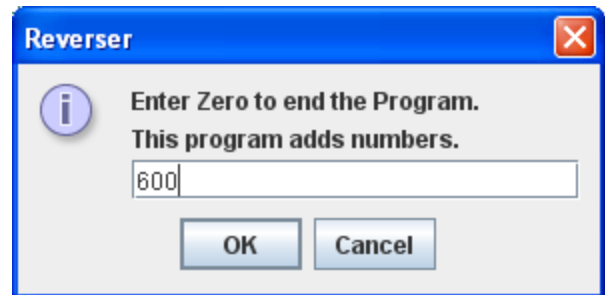 Reverser
Enter Zero to end the Program.
This program adds numbers.
600
OK Cancel